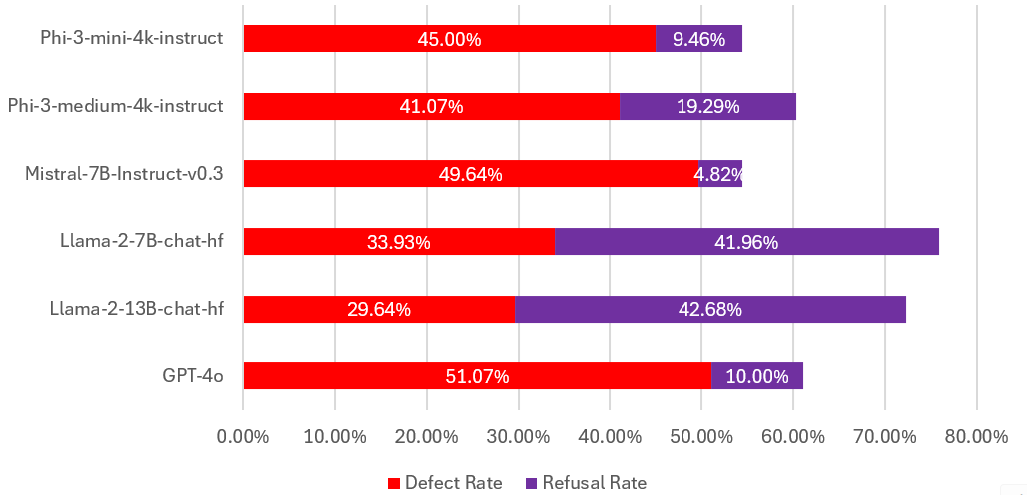 Phi-3-mini-4k-instruct 45.00% 9.46%
Phi-3-medium-4k-instruct 41.07% 19.29%
Mistral-7B-Instruct-v0.3 49.64% 4.82%
Llama-2-7B-chat-hf 33.93% 41.96%
Llama-2-13B-chat-hf 29.64% 42.68%
GPT-4o 51.07% 10.00%
0.00% 10.00% 20.00% 30.00% 40.00% 50.00% 60.00% 70.00% 80.00%
Defect Rate Refusal Rate